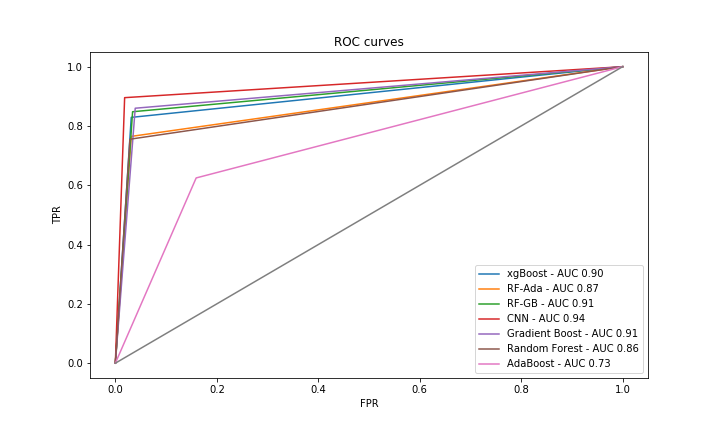 ROC curves
1.0
0.8
0.6
0.4
0.2
0.0
TPR
xgBoost - AUC 0.90
RF-Ada - AUC 0.87
RF-GB - AUC 0.91
CNN - AUC 0.94
Gradient Boost - AUC 0.91
Random Forest - AUC 0.86
AdaBoost - AUC 0.73
0.0 0.2 0.4 0.6 0.8 1.0
FPR